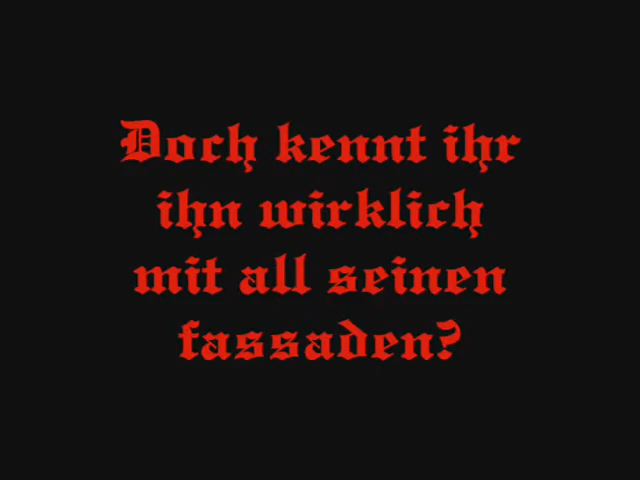 Doch kennt ihr
ihn wirklich
mit all seinen
fassaden?